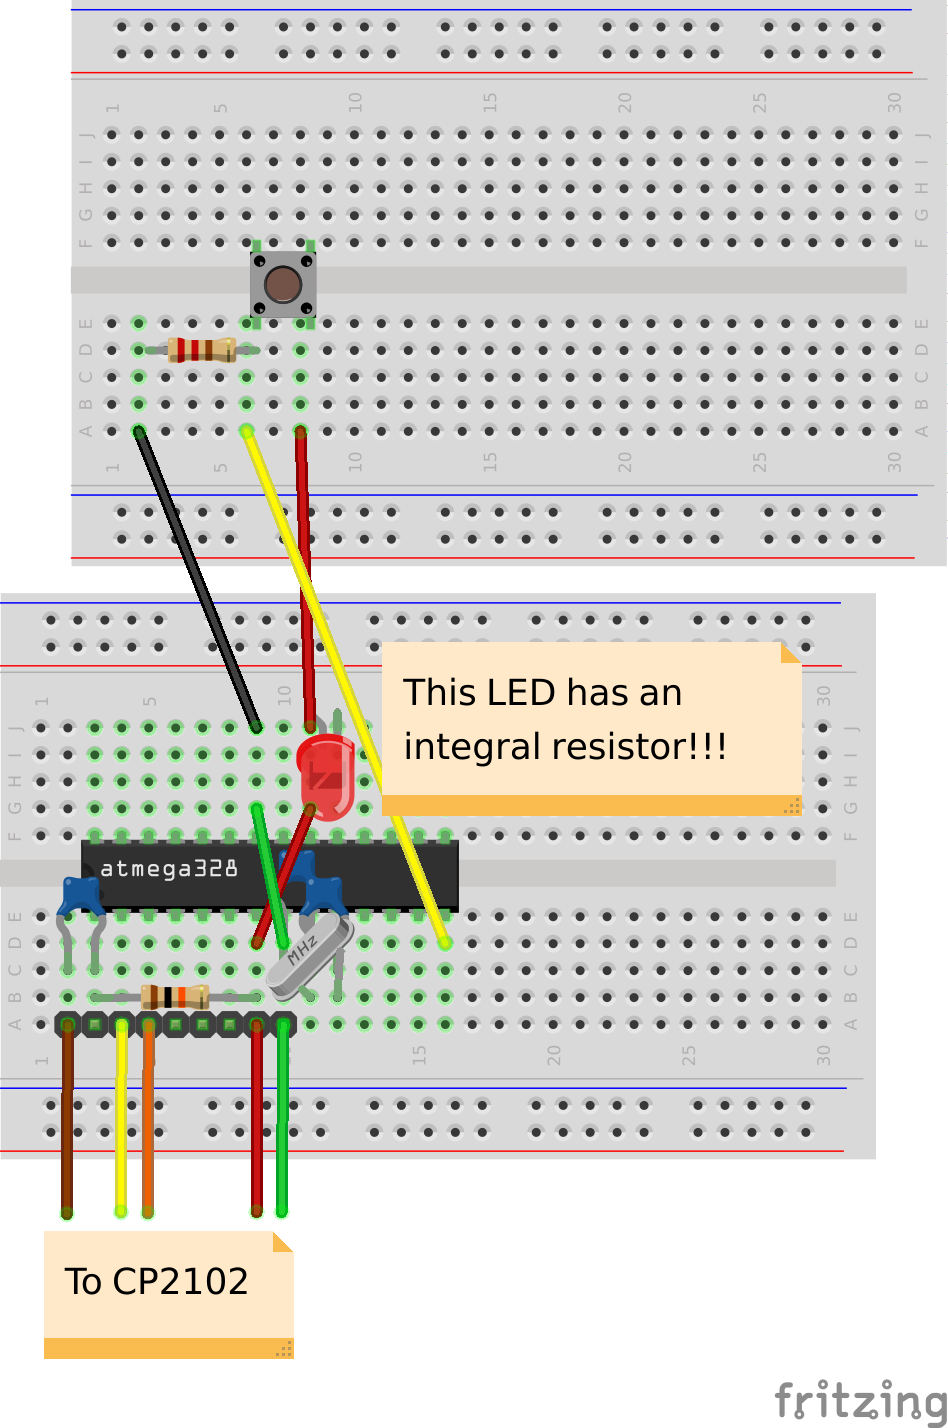 1 5 10 15 20 25 30
J J
I I
H H
G G
F F
E E
D D
C C
B B
A A
1 5 10 15 20 25 30
This LED has an
integral resistor!!!
1 5 10 30
J J
I I
H H
G G
F F
atmega328
E E
D D
MHz
C C
B B
A A
1 15 20 25 30
To CP2102
fritzing